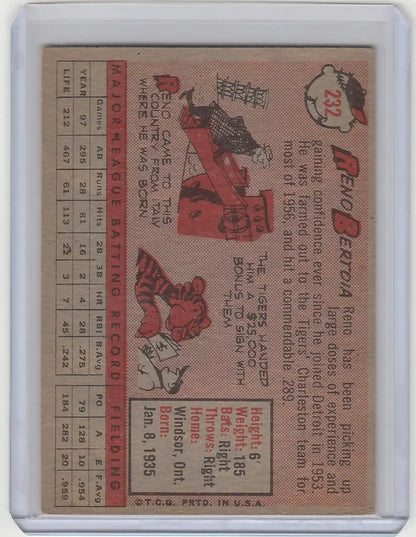 232
RENO BERTOIA
Reno has been picking up
large doses of experience and
gaining confidence ever since he joined Detroit in 1953.
He was farmed out to the Tigers' Charleston team for
most of 1956, and hit a commendable 289.
RENO CAME TO THIS
COUNTRY FROM ITALY
WHERE HE WAS BORN
THE TIGERS HANDED
HIM A $25,000
BONUS TO SIGN WITH
THEM
Height: 6'
Weight: 185
Bats: Right
Throws: Right
Home:
Windsor, Ont.
Born:
Jan. 8, 1935
MAJOR LEAGUE BATTING RECORD FIELDING
Games AB Runs Hits 2B 3B HR RBI B.Avg PO A E F.Avg
YEAR 97 295 28 81 16 2 4 28 .275 79 128 10 .954
LIFE 212 467 61 113 22 3 7 45 .242 184 282 20 .959
©T.C.G. PRTD. IN U.S.A.